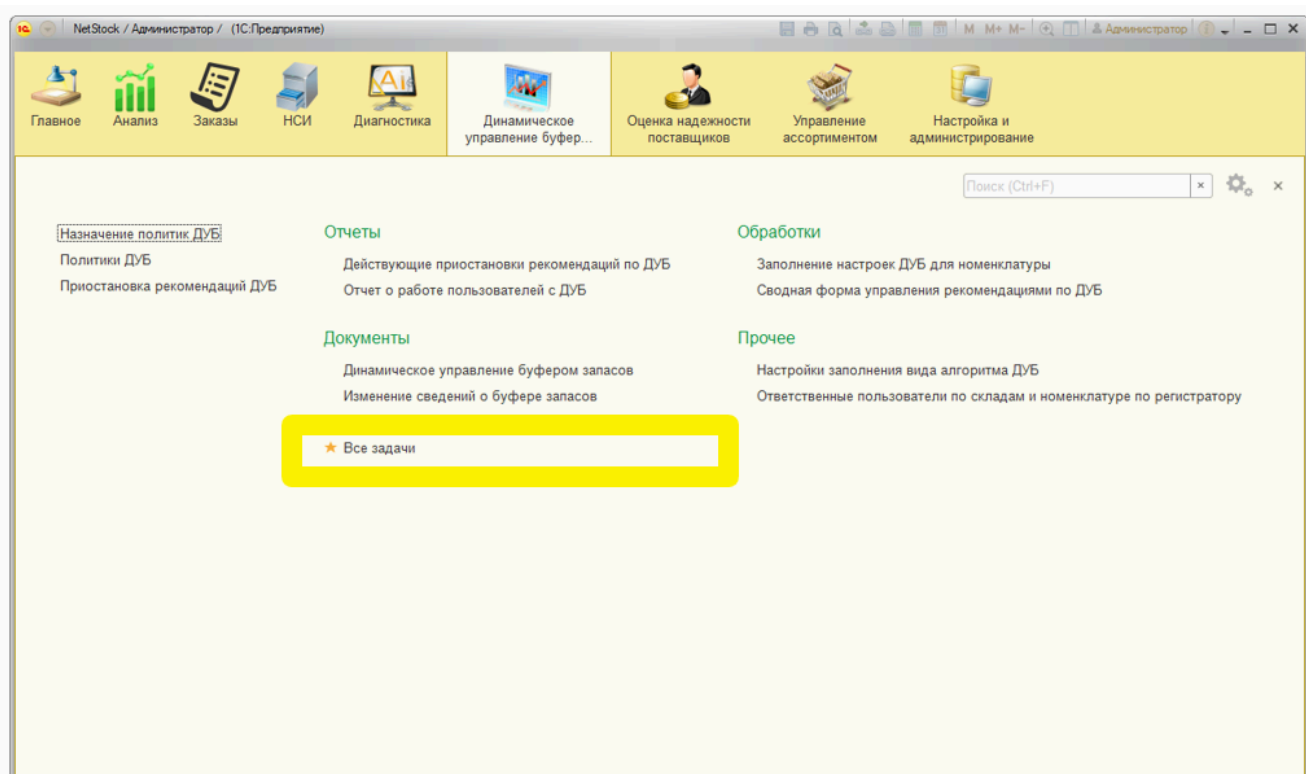 NetStock / Администратор / (1С:Предприятие)
M M+ M- Администратор
Главное
Анализ
Заказы
НСИ
Диагностика
Динамическое
управление буфер...
Оценка надежности
поставщиков
Управление
ассортиментом
Настройка и
администрирование
Поиск (Ctrl+F)
Назначение политик ДУБ
Политики ДУБ
Приостановка рекомендаций ДУБ
Отчеты
Действующие приостановки рекомендаций по ДУБ
Отчет о работе пользователей с ДУБ
Документы
Динамическое управление буфером запасов
Изменение сведений о буфере запасов
Все задачи
Обработки
Заполнение настроек ДУБ для номенклатуры
Сводная форма управления рекомендациями по ДУБ
Прочее
Настройки заполнения вида алгоритма ДУБ
Ответственные пользователи по складам и номенклатуре по регистратору